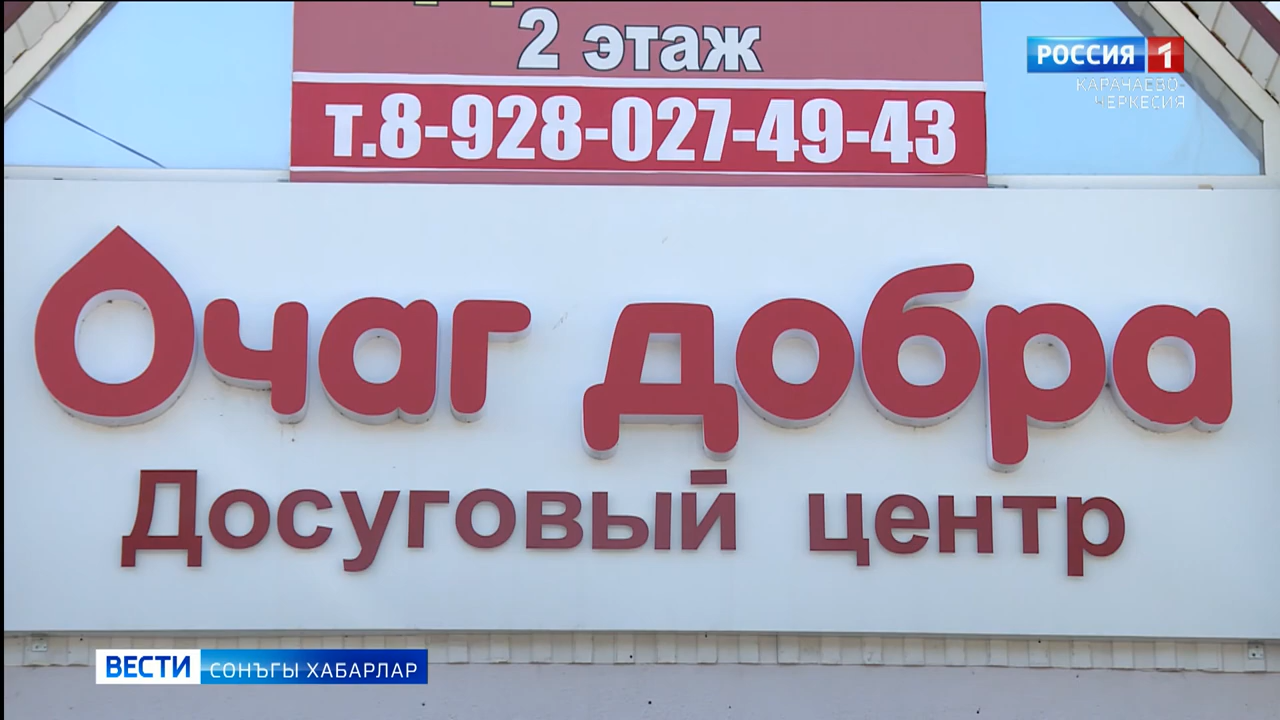 2 этаж
РОССИЯ 1
КАРАЧАЕВО-
ЧЕРКЕСИЯ
т.8-928-027-49-43
Очаг добра
Досуговый центр
ВЕСТИ СОНЪГЫ ХАБАРЛАР